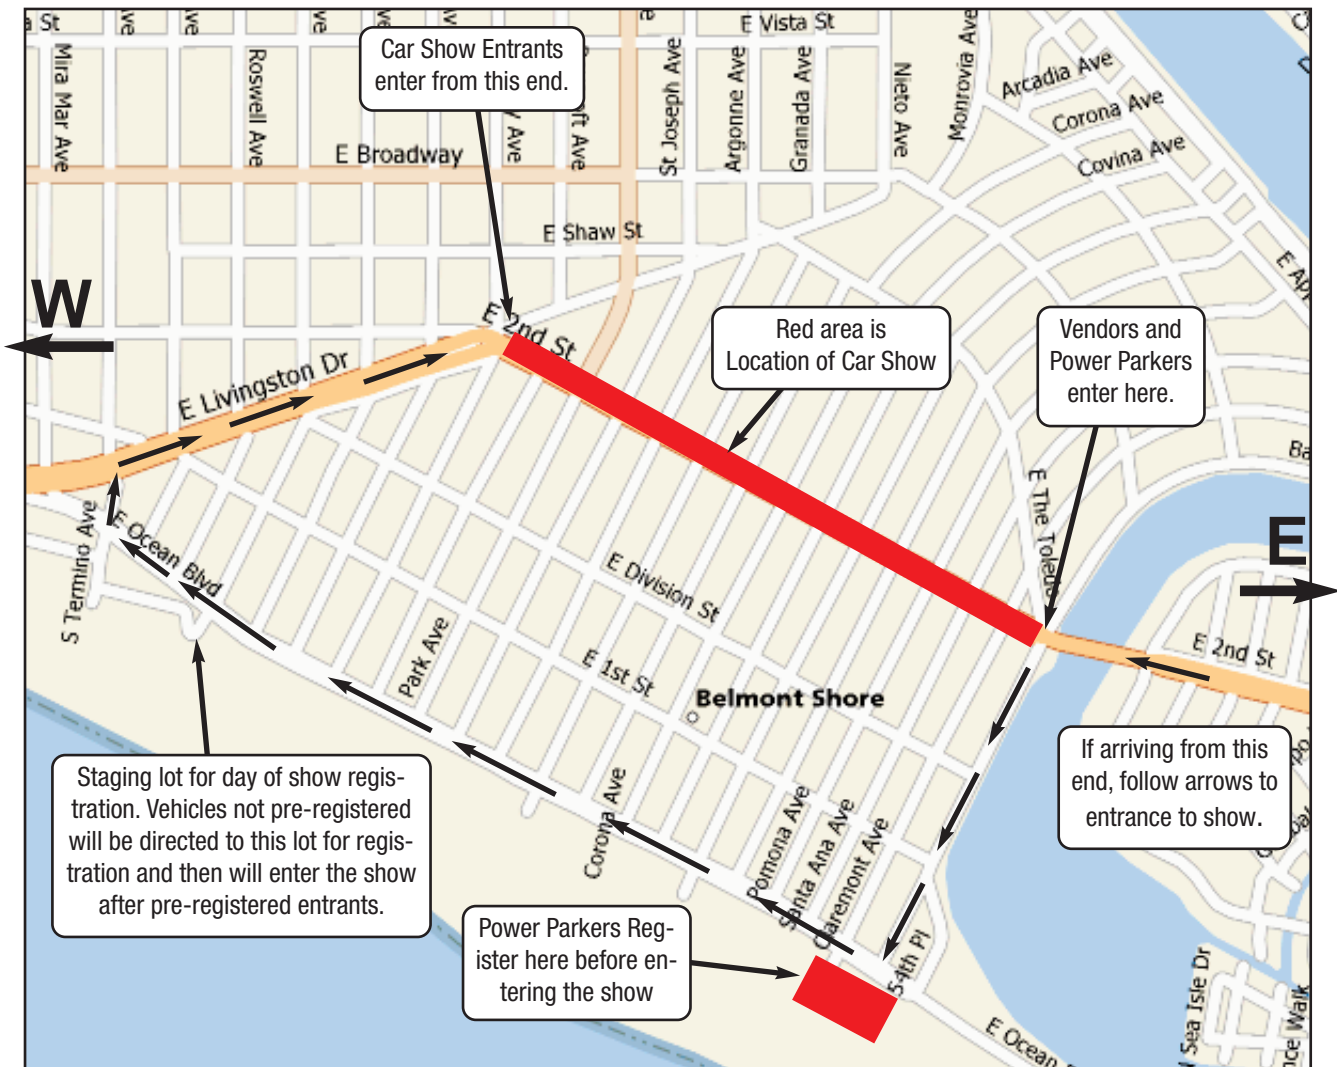 E Vista St
a St
Mira Mar Ave
Roswell Ave
St Joseph Ave
Argonne Ave
Granada Ave
Nieto Ave
Monrovia Ave
Arcadia Ave
Corona Ave
Covina Ave
Car Show Entrants
enter from this end.
E Broadway
E Shaw St
W
E 2nd St
E Livingston Dr
Red area is
Location of Car Show
Vendors and
Power Parkers
enter here.
E The Toledo
E
S Termino Ave
E Ocean Blvd
E Division St
E 1st St
Park Ave
Belmont Shore
E 2nd St
If arriving from this
end, follow arrows to
entrance to show.
Staging lot for day of show regis-
tration. Vehicles not pre-registered
will be directed to this lot for regis-
tration and then will enter the show
after pre-registered entrants.
Corona Ave
Pomona Ave
Santa Ana Ave
Claremont Ave
54th Pl
Power Parkers Reg-
ister here before en-
tering the show
E Ocean
Sea Isle Dr
nce Walk